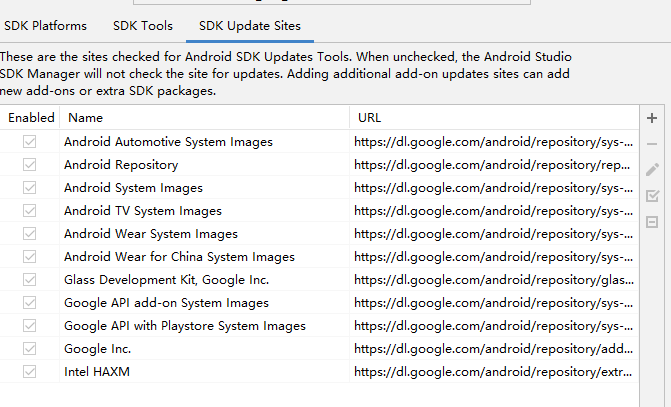 SDK Platforms SDK Tools SDK Update Sites
These are the sites checked for Android SDK Updates Tools. When unchecked, the Android Studio
SDK Manager will not check the site for updates. Adding additional add-on updates sites can add
new add-ons or extra SDK packages.
Enabled Name URL
Android Automotive System Images https://dl.google.com/android/repository/sys-...
Android Repository https://dl.google.com/android/repository/rep...
Android System Images https://dl.google.com/android/repository/sys-...
Android TV System Images https://dl.google.com/android/repository/sys-...
Android Wear System Images https://dl.google.com/android/repository/sys-...
Android Wear for China System Images https://dl.google.com/android/repository/sys-...
Glass Development Kit, Google Inc. https://dl.google.com/android/repository/glas...
Google API add-on System Images https://dl.google.com/android/repository/sys-...
Google API with Playstore System Images https://dl.google.com/android/repository/sys-...
Google Inc. https://dl.google.com/android/repository/add...
Intel HAXM https://dl.google.com/android/repository/extr...